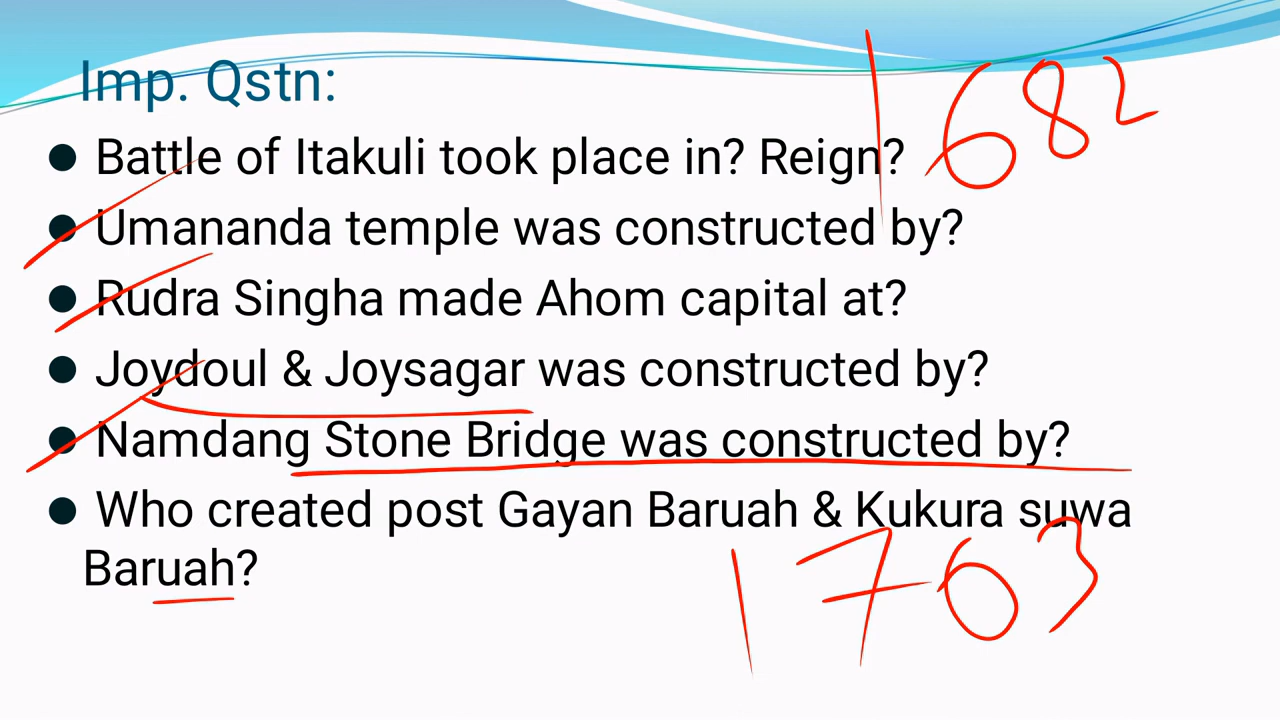 Imp. Qstn:
1682
● Battle of Itakuli took place in? Reign?
● Umananda temple was constructed by?
● Rudra Singha made Ahom capital at?
● Joydoul & Joysagar was constructed by?
● Namdang Stone Bridge was constructed by?
● Who created post Gayan Baruah & Kukura suwa
Baruah?
1763